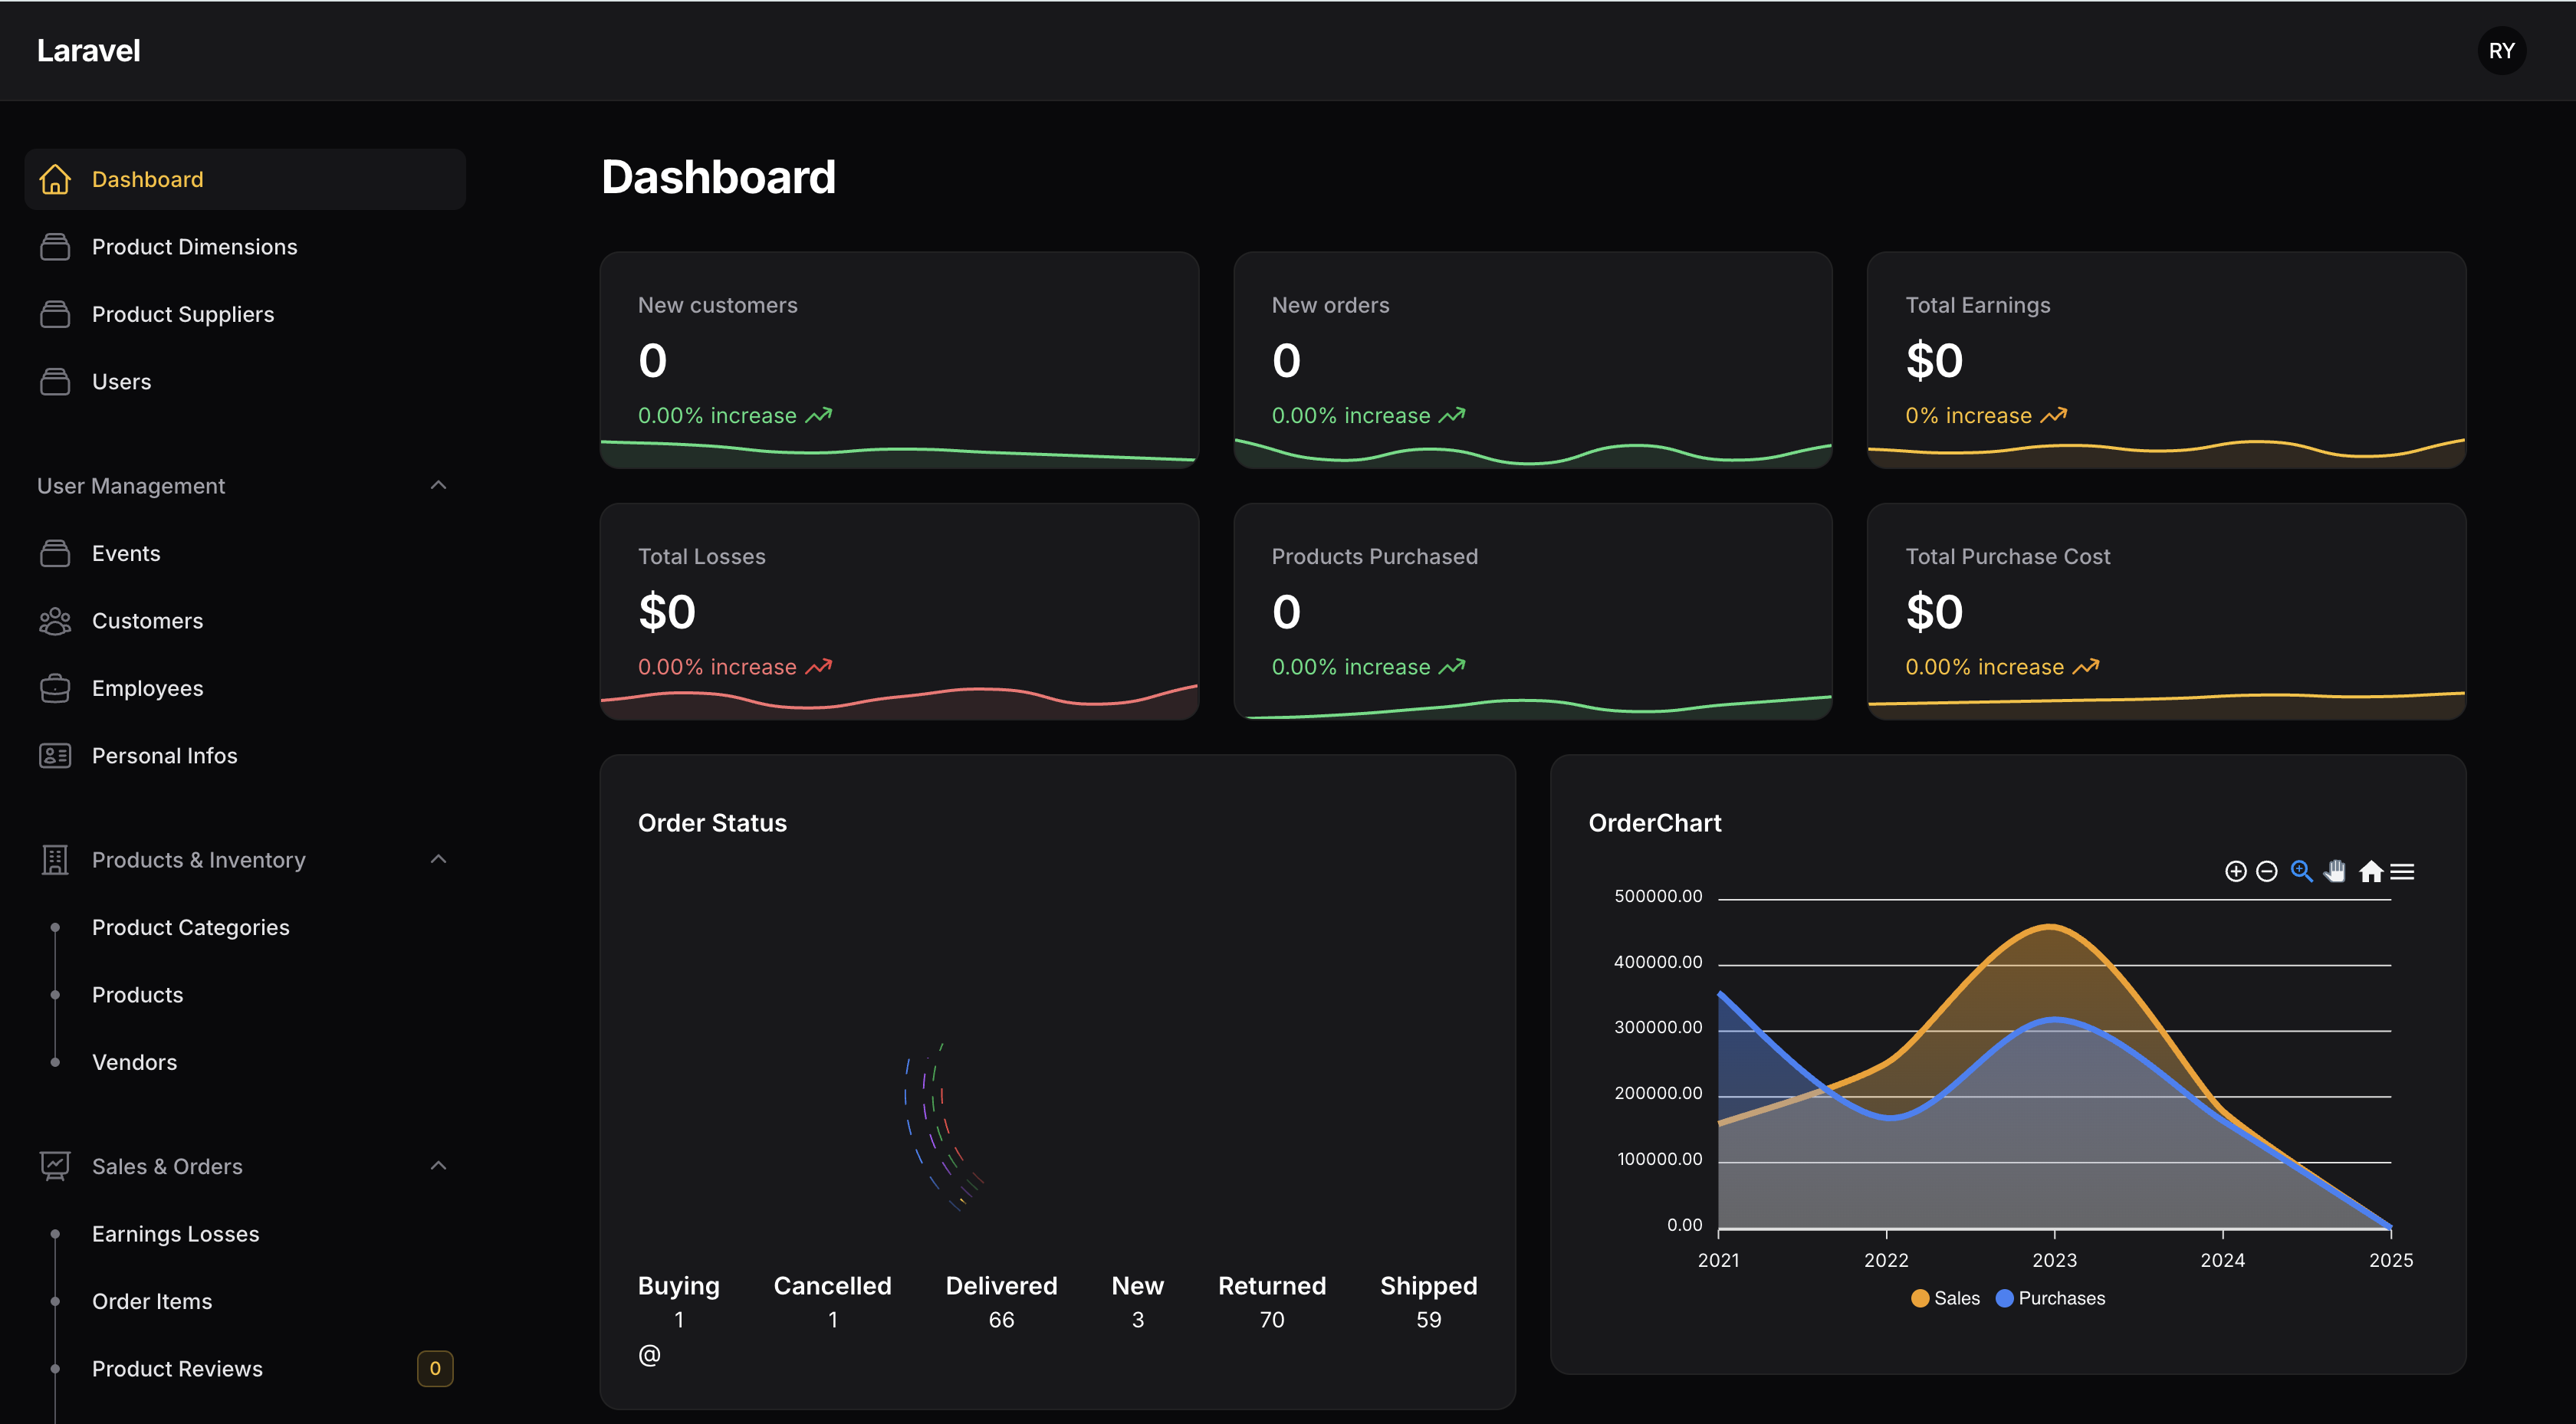 Laravel
RY
Dashboard
Product Dimensions
Product Suppliers
Users
User Management
Events
Customers
Employees
Personal Infos
Products & Inventory
Product Categories
Products
Vendors
Sales & Orders
Earnings Losses
Order Items
Product Reviews
0
Dashboard
New customers
0
0.00% increase
New orders
0
0.00% increase
Total Earnings
$0
0% increase
Total Losses
$0
0.00% increase
Products Purchased
0
0.00% increase
Total Purchase Cost
$0
0.00% increase
Order Status
Buying Cancelled Delivered New Returned Shipped
1 1 66 3 70 59
@
OrderChart
500000.00
400000.00
300000.00
200000.00
100000.00
0.00
2021 2022 2023 2024 2025
Sales Purchases